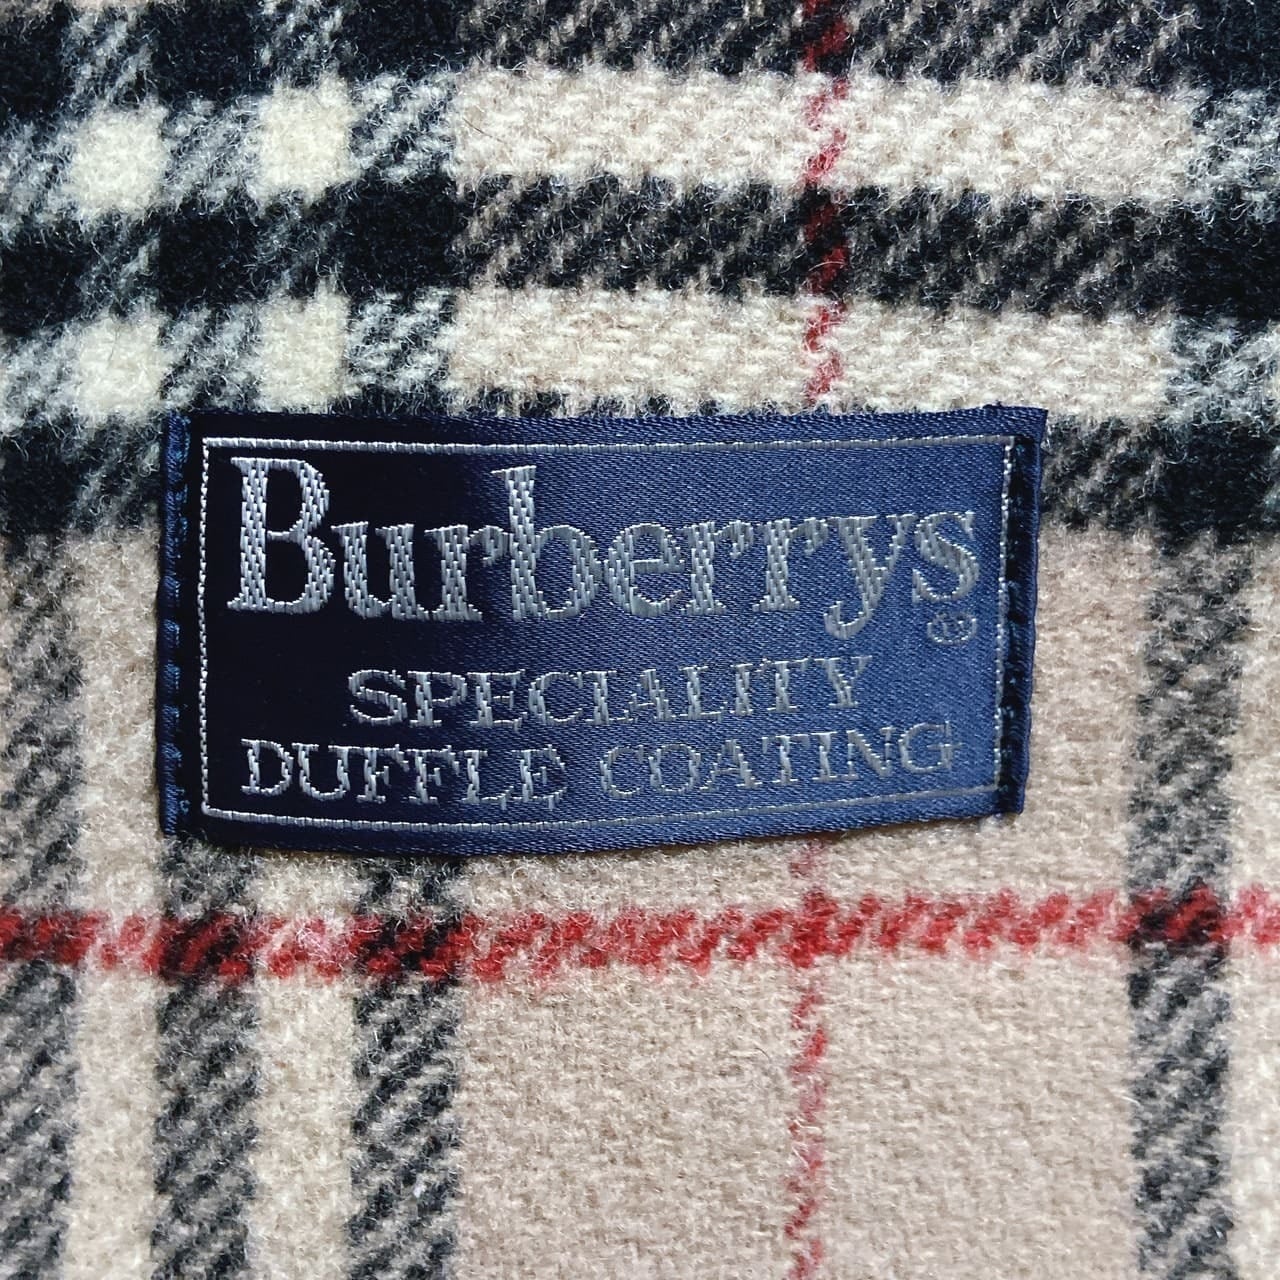 Burberrys®
SPECIALITY
DUFFLE COATING